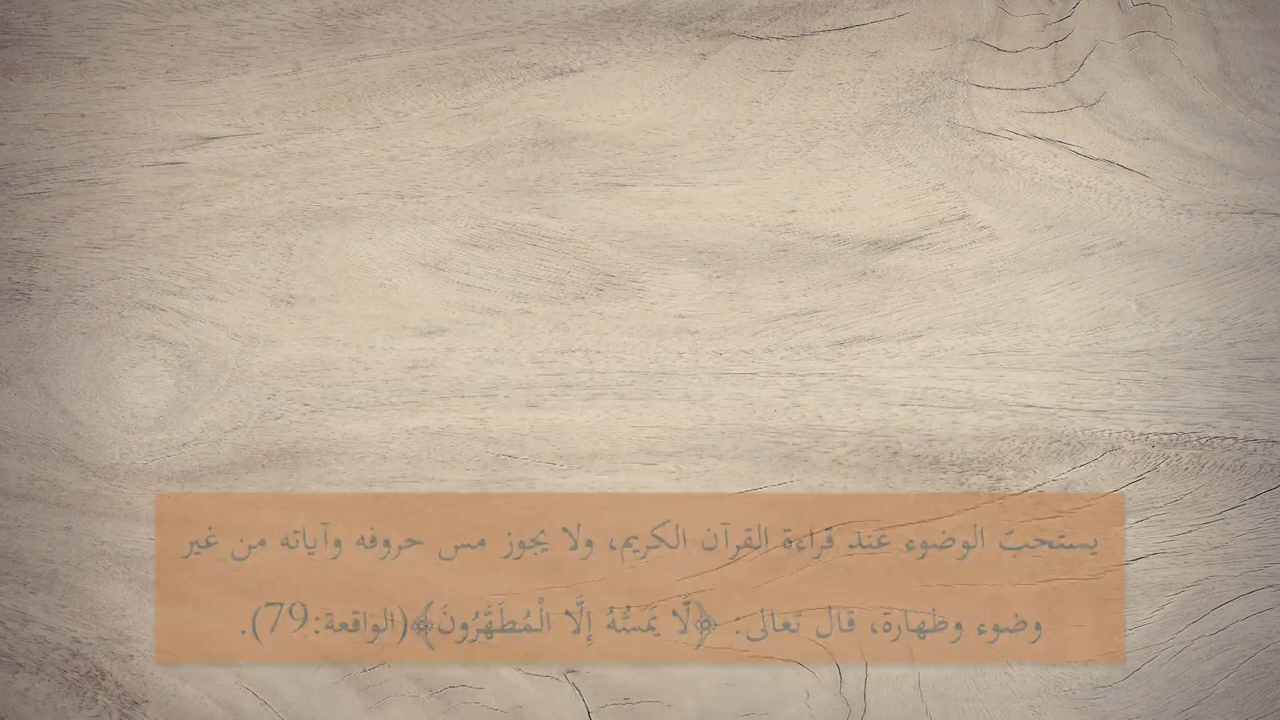 يستحبّ الوضوء عند قراءة القرآن الكريم، ولا يجوز مس حروفه وآياته من غير
وضوء وطهارة، قال تعالى: ﴿لَّا يَمَسُّهُ إِلَّا الْمُطَهَّرُونَ﴾(الواقعة:79).